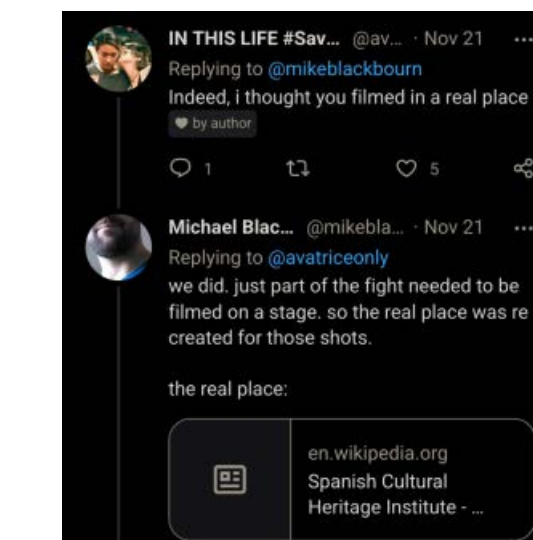 IN THIS LIFE #Sav... @av... · Nov 21 ...
Replying to @mikeblackbourn
Indeed, i thought you filmed in a real place
♥ by author
1 5
Michael Blac... @mikebla... · Nov 21 ...
Replying to @avatriceonly
we did. just part of the fight needed to be
filmed on a stage. so the real place was re
created for those shots.
the real place:
en.wikipedia.org
Spanish Cultural
Heritage Institute - ...